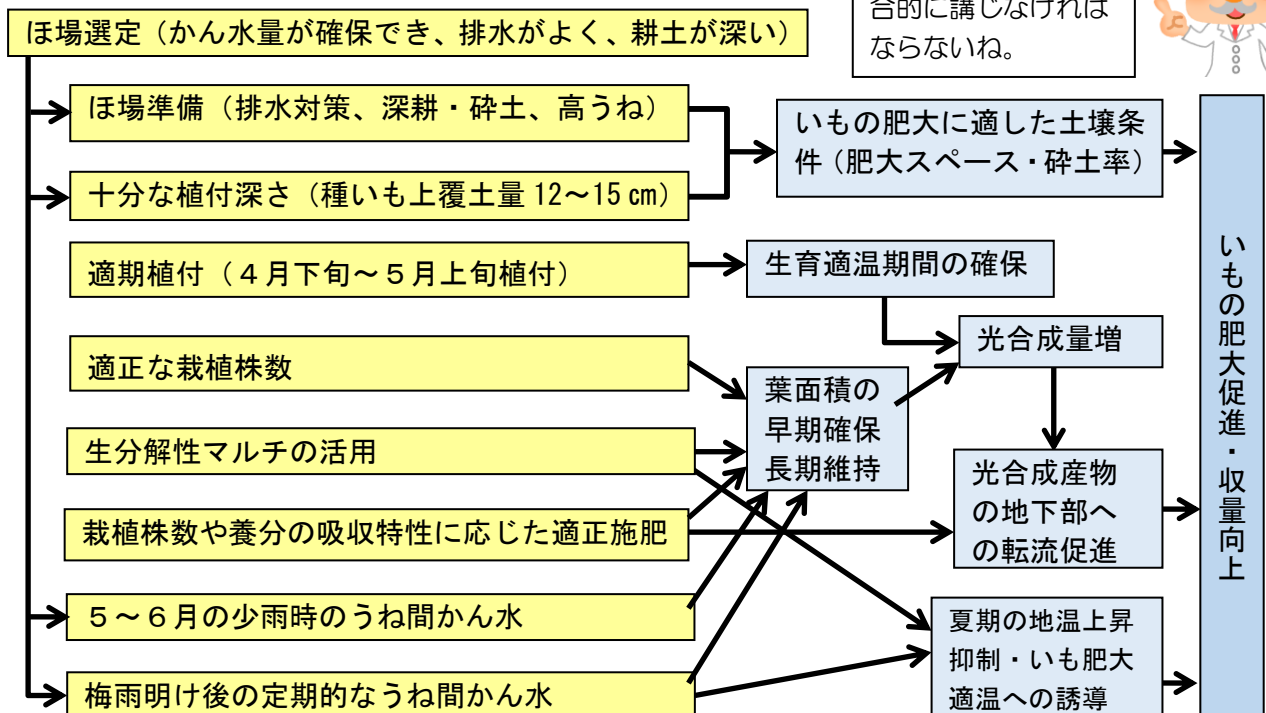 合的に講じなければ
ならないね。
ほ場選定（かん水量が確保でき、排水がよく、耕土が深い）
ほ場準備（排水対策、深耕・砕土、高うね）
十分な植付深さ（種いも上覆土量 12～15 ㎝）
適期植付（４月下旬～５月上旬植付）
適正な栽植株数
生分解性マルチの活用
栽植株数や養分の吸収特性に応じた適正施肥
５～６月の少雨時のうね間かん水
梅雨明け後の定期的なうね間かん水
いもの肥大に適した土壌条
件（肥大スペース・砕土率）
生育適温期間の確保
葉面積の
早期確保
長期維持
光合成量増
光合成産物
の地下部へ
の転流促進
夏期の地温上昇
抑制・いも肥大
適温への誘導
いもの肥大促進・収量向上